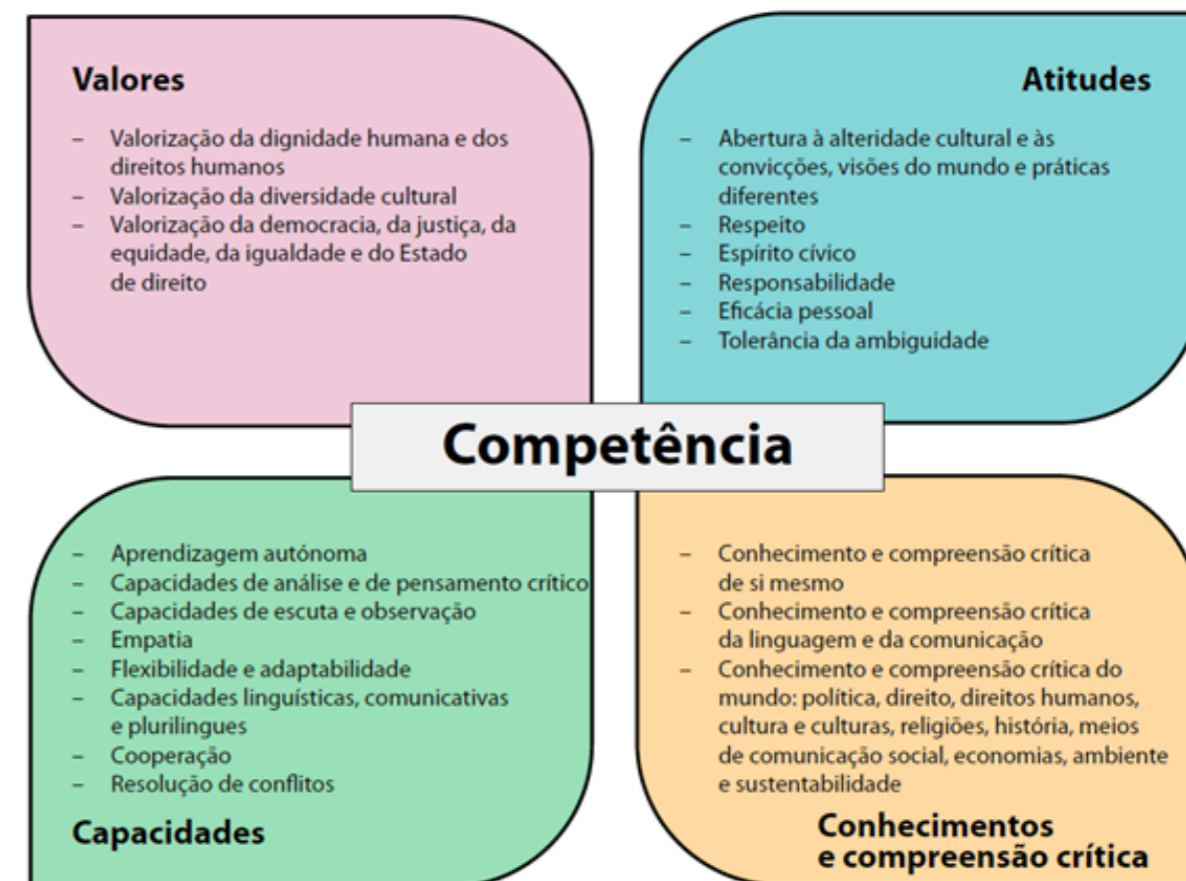 Valores
– Valorização da dignidade humana e dos
direitos humanos
– Valorização da diversidade cultural
– Valorização da democracia, da justiça, da
equidade, da igualdade e do Estado
de direito
Atitudes
– Abertura à alteridade cultural e às
convicções, visões do mundo e práticas
diferentes
– Respeito
– Espírito cívico
– Responsabilidade
– Eficácia pessoal
– Tolerância da ambiguidade
Competência
– Aprendizagem autónoma
– Capacidades de análise e de pensamento crítico
– Capacidades de escuta e observação
– Empatia
– Flexibilidade e adaptabilidade
– Capacidades linguísticas, comunicativas
e plurilingues
– Cooperação
– Resolução de conflitos
Capacidades
– Conhecimento e compreensão crítica
de si mesmo
– Conhecimento e compreensão crítica
da linguagem e da comunicação
– Conhecimento e compreensão crítica do
mundo: política, direito, direitos humanos,
cultura e culturas, religiões, história, meios
de comunicação social, economias, ambiente
e sustentabilidade
Conhecimentos
e compreensão crítica